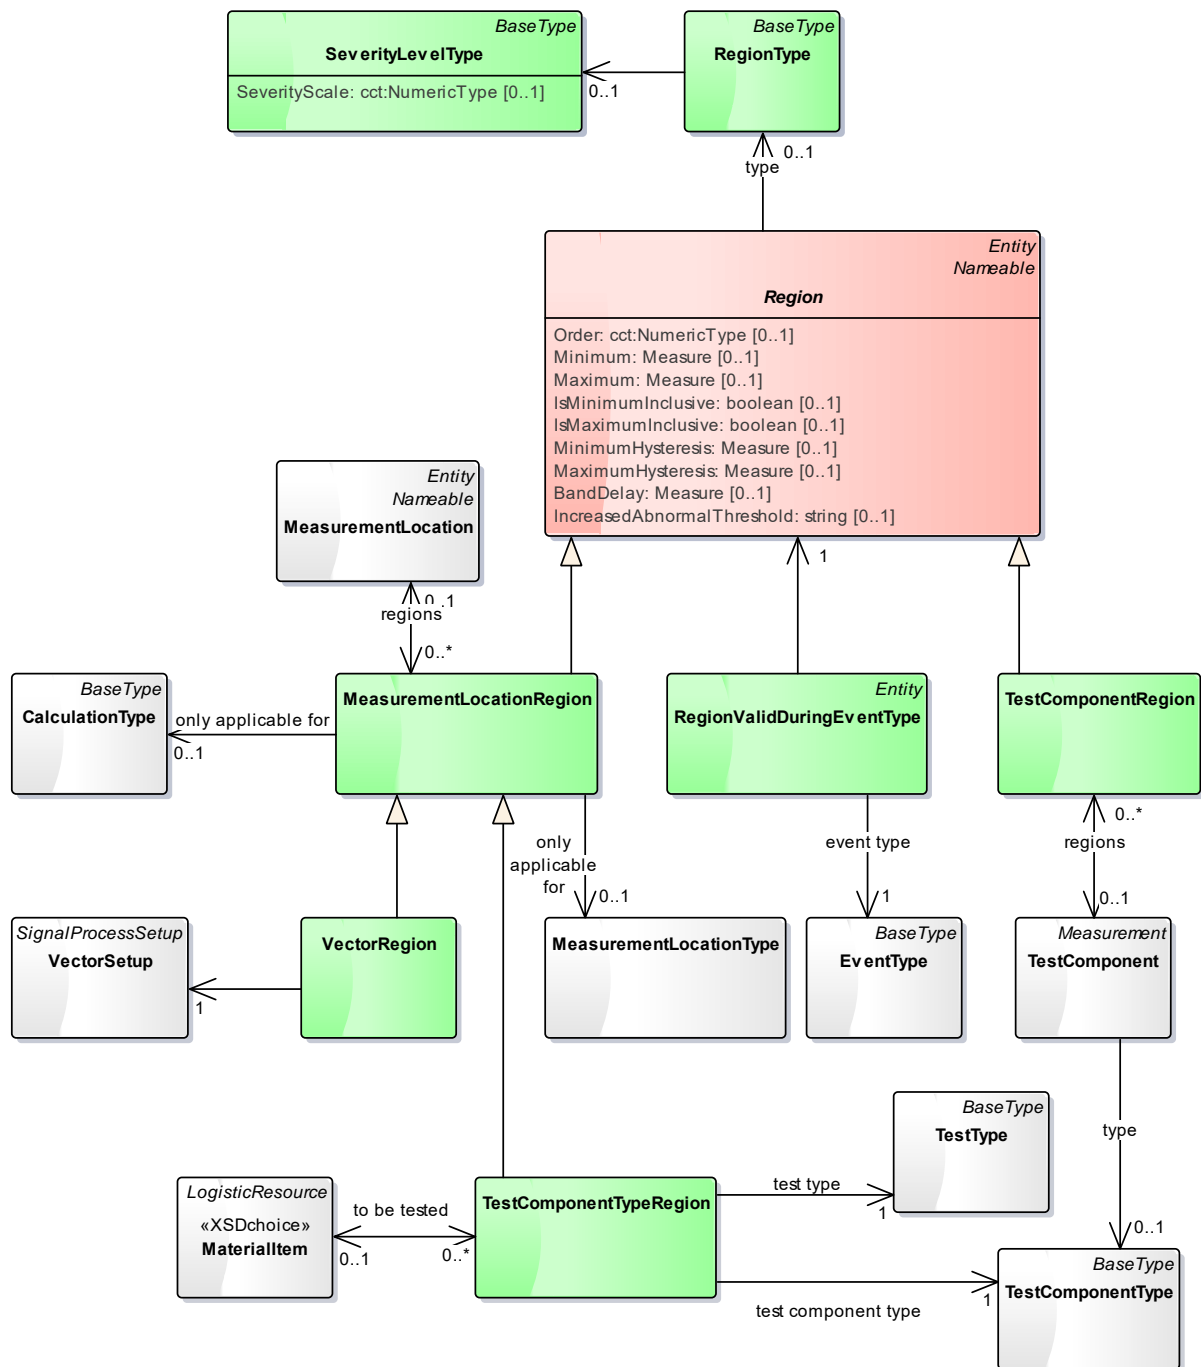 BaseType
SeverityLevelType
SeverityScale: cct:NumericType [0..1]
0..1
BaseType
RegionType
0..1
type
Entity
Nameable
Region
Order: cct:NumericType [0..1]
Minimum: Measure [0..1]
Maximum: Measure [0..1]
IsMinimumInclusive: boolean [0..1]
IsMaximumInclusive: boolean [0..1]
MinimumHysteresis: Measure [0..1]
MaximumHysteresis: Measure [0..1]
BandDelay: Measure [0..1]
IncreasedAbnormalThreshold: string [0..1]
Entity
Nameable
MeasurementLocation
1
0..1
regions
0..*
BaseType
CalculationType
only applicable for
0..1
MeasurementLocationRegion
Entity
RegionValidDuringEventType
TestComponentRegion
only
applicable
for
0..1
event type
1
0..*
regions
0..1
SignalProcessSetup
VectorSetup
1
VectorRegion
MeasurementLocationType
BaseType
EventType
Measurement
TestComponent
BaseType
TestType
type
0..1
LogisticResource
«XSDchoice»
MaterialItem
to be tested
0..1
0..*
TestComponentTypeRegion
test type
1
test component type
1
BaseType
TestComponentType